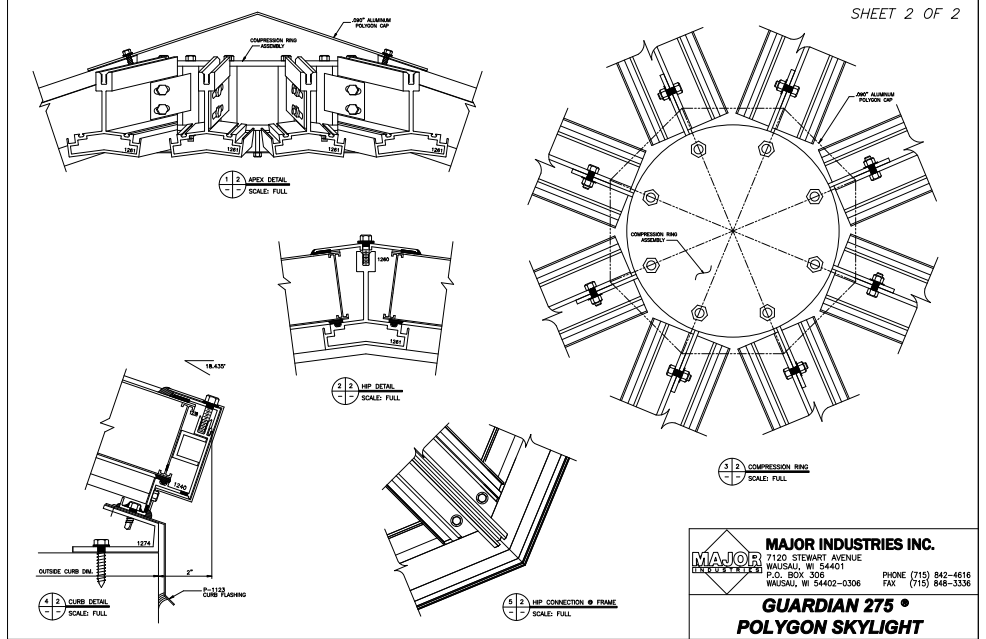 SHEET 2 OF 2
.090" ALUMINUM
POLYGON CAP
COMPRESSION RING
ASSEMBLY
1261
1261
1261
1261
1 2 APEX DETAIL
- - SCALE: FULL
.090" ALUMINUM
POLYGON CAP
COMPRESSION RING
ASSEMBLY
1260
1261
2 2 HIP DETAIL
- - SCALE: FULL
18.435°
1240
1274
OUTSIDE CURB DIM.
2"
P-1123
CURB FLASHING
4 2 CURB DETAIL
- - SCALE: FULL
5 2 HIP CONNECTION @ FRAME
- - SCALE: FULL
3 2 COMPRESSION RING
- - SCALE: FULL
MAJOR
INDUSTRIES
MAJOR INDUSTRIES INC.
7120 STEWART AVENUE
WAUSAU, WI 54401
P.O. BOX 306 PHONE (715) 842-4616
WAUSAU, WI 54402-0306 FAX (715) 848-3336
GUARDIAN 275 ®
POLYGON SKYLIGHT